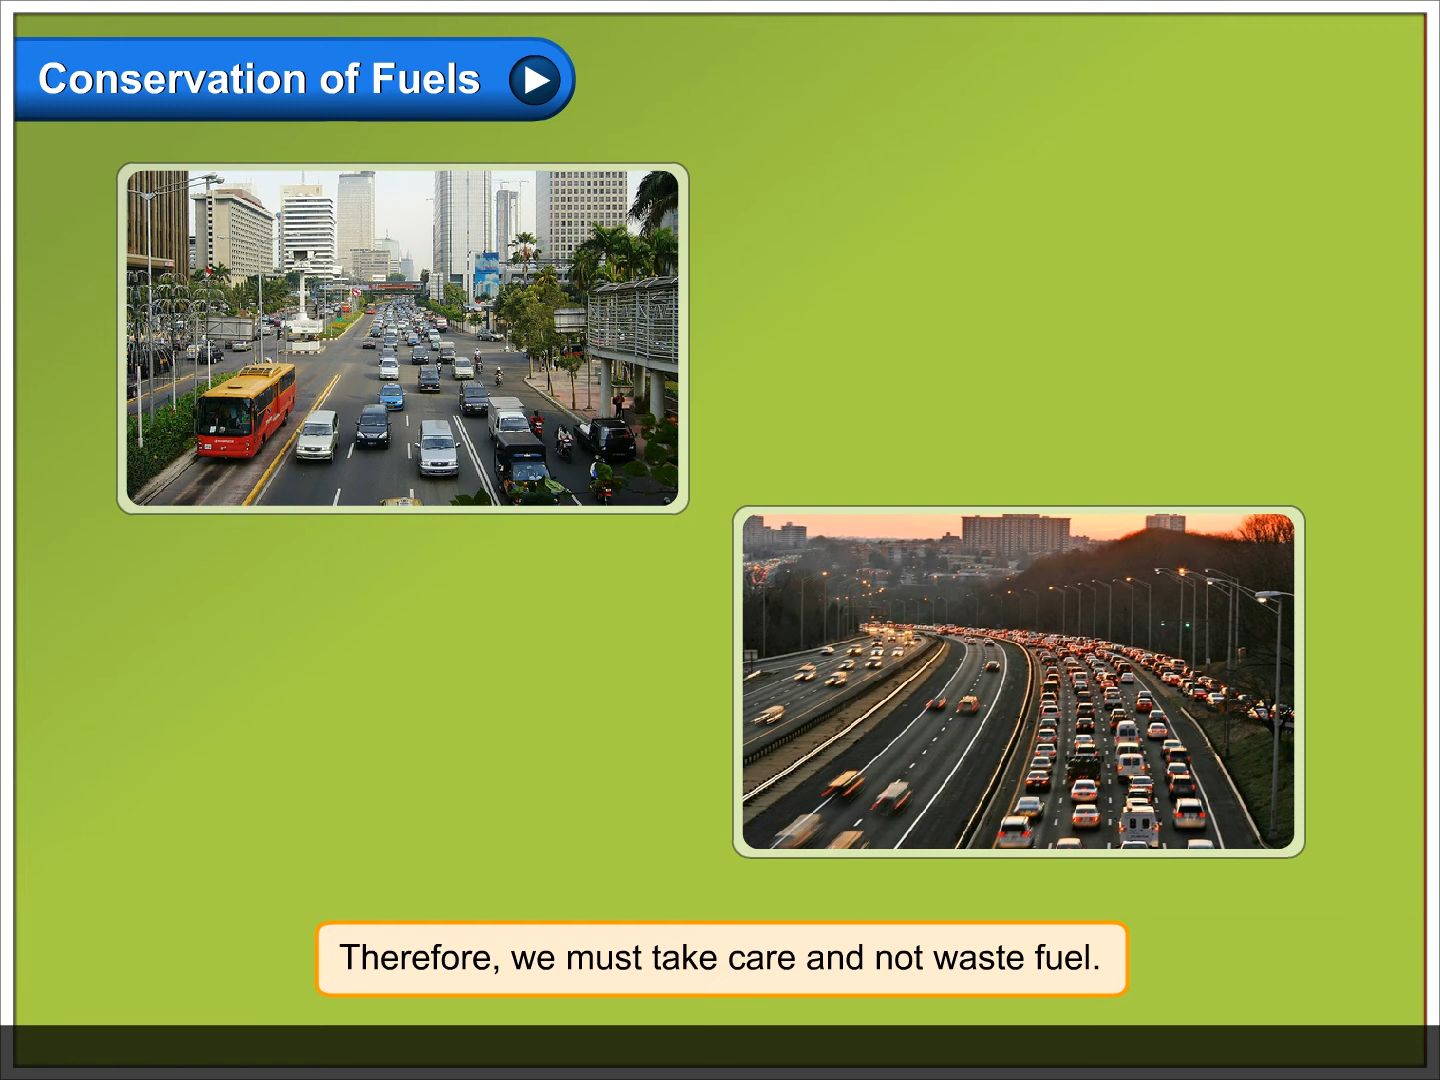 Conservation of Fuels
Therefore, we must take care and not waste fuel.